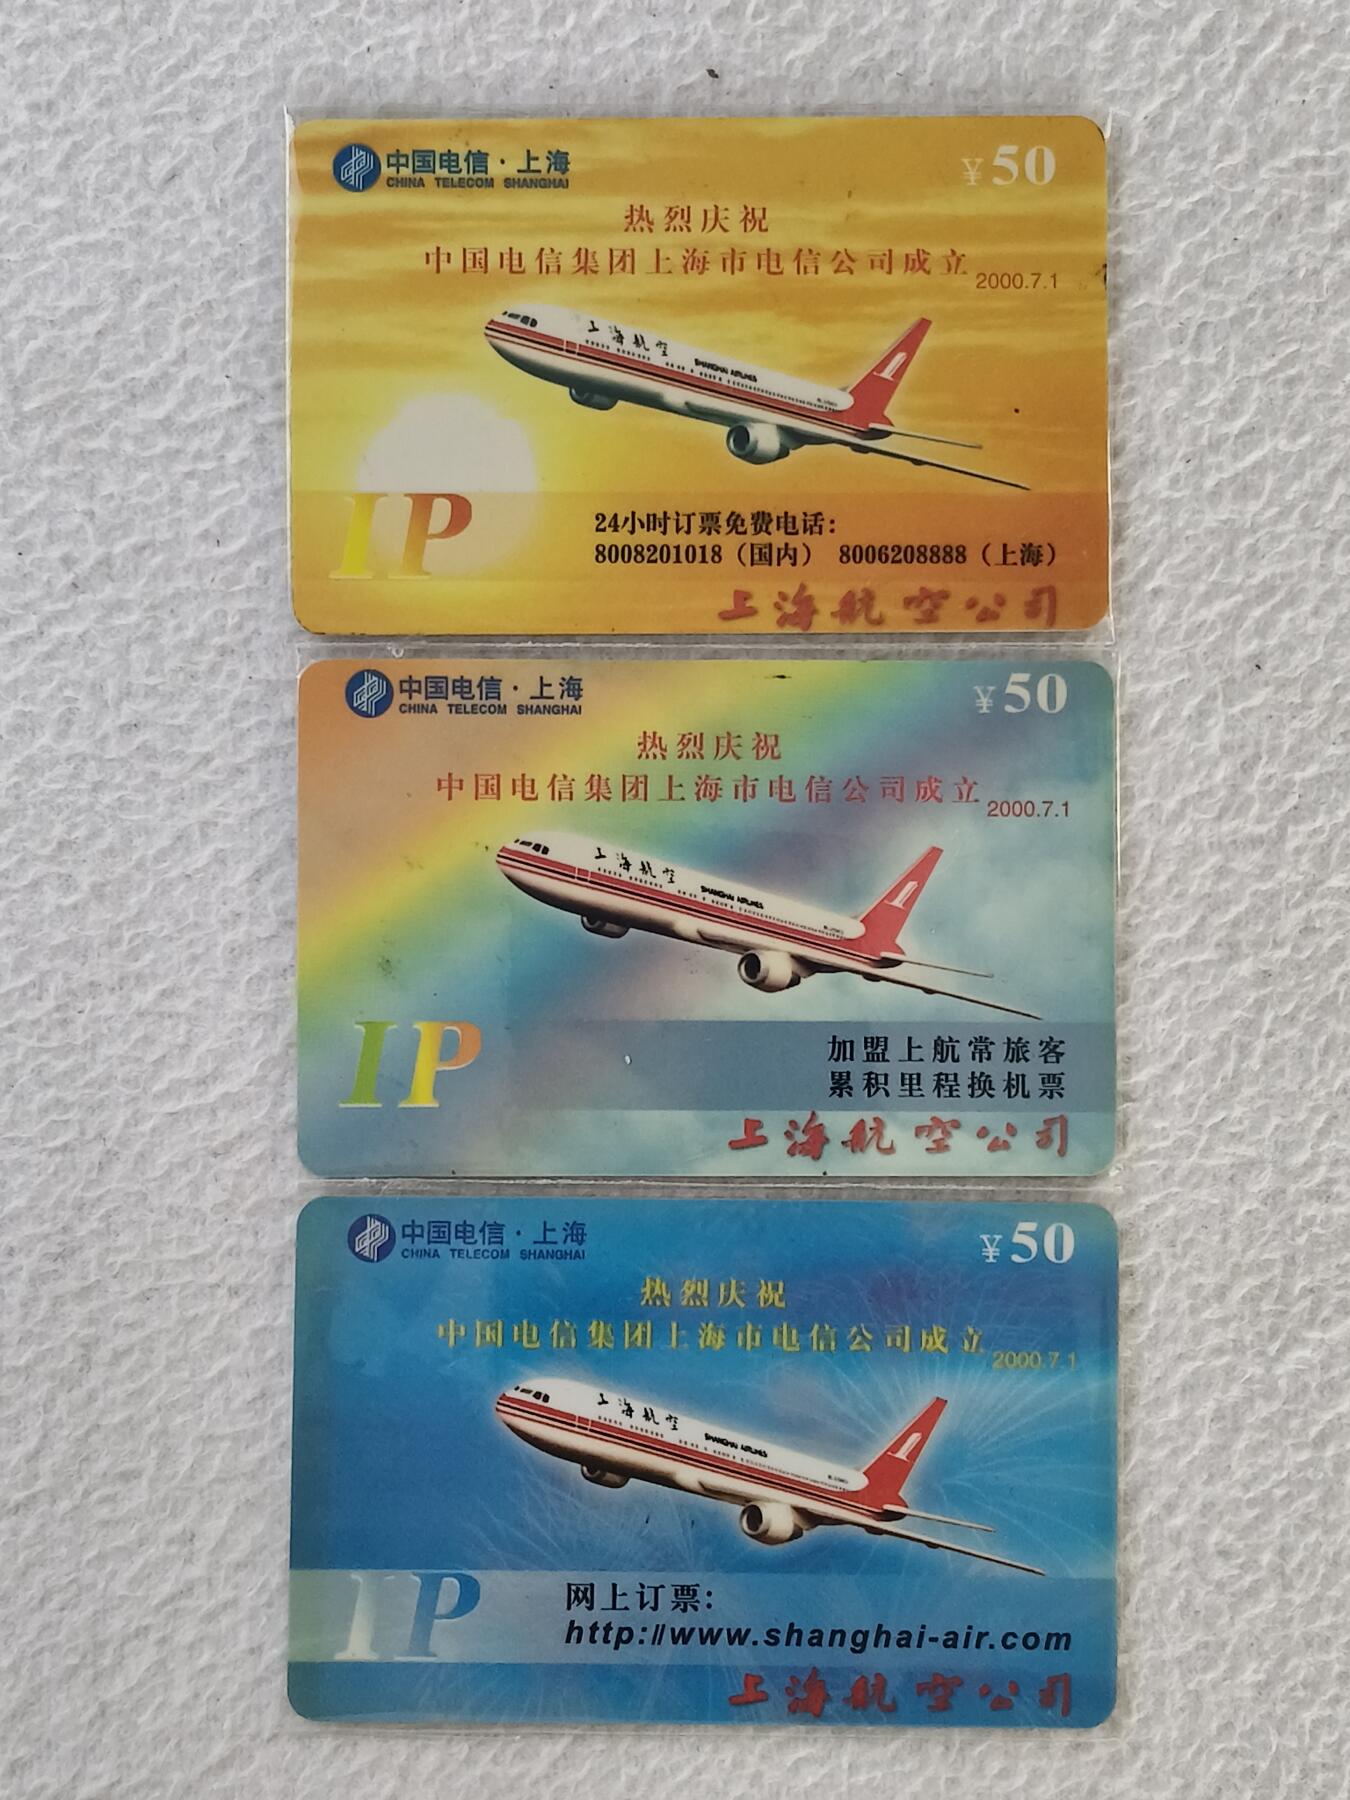 中国电信·上海
CHINA TELECOM SHANGHAI
¥50
热烈庆祝
中国电信集团上海市电信公司成立
2000.7.1
上海航空
SHANGHAI AIRLINES
IP
24小时订票免费电话：
8008201018（国内） 8006208888（上海）
上海航空公司
中国电信·上海
CHINA TELECOM SHANGHAI
¥50
热烈庆祝
中国电信集团上海市电信公司成立
2000.7.1
上海航空
SHANGHAI AIRLINES
IP
加盟上航常旅客
累积里程换机票
上海航空公司
中国电信·上海
CHINA TELECOM SHANGHAI
¥50
热烈庆祝
中国电信集团上海市电信公司成立
2000.7.1
上海航空
SHANGHAI AIRLINES
IP
网上订票：
http://www.shanghai-air.com
上海航空公司